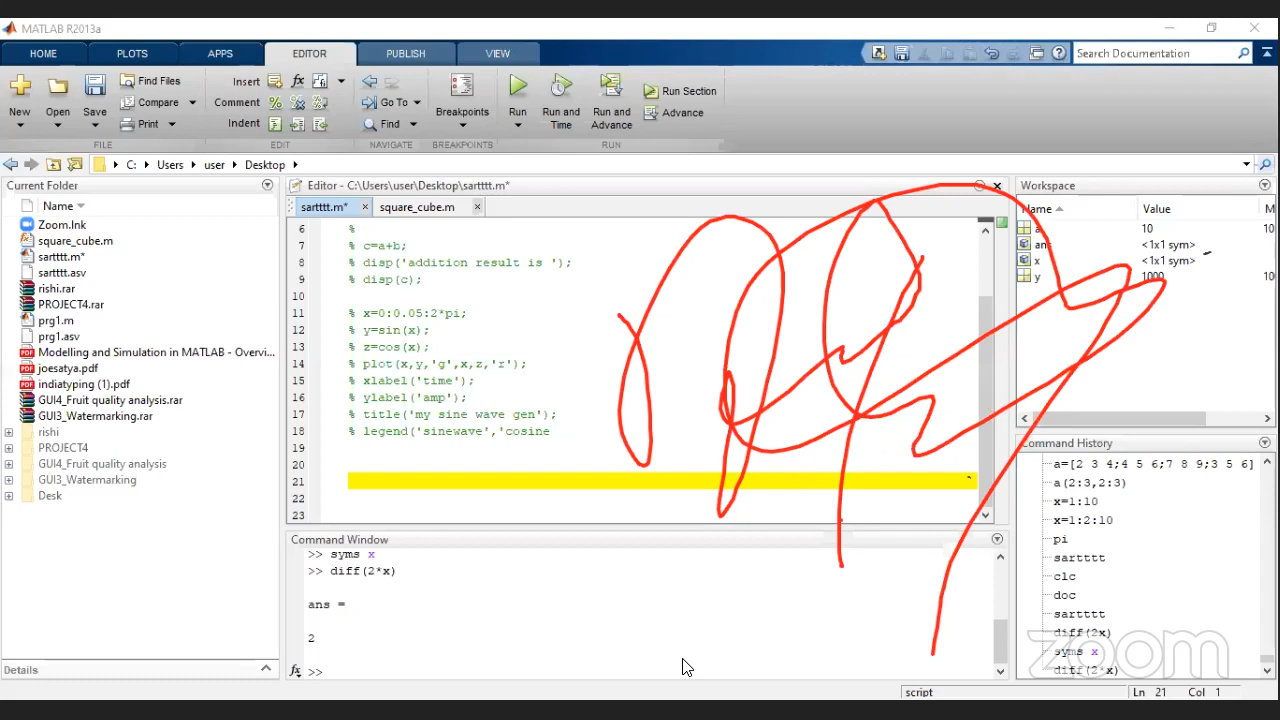 MATLAB R2013a
HOME PLOTS APPS EDITOR PUBLISH VIEW Search Documentation
New Open Save Find Files Compare Print Insert Comment Indent Go To Find Breakpoints Run Run and Time Run and Advance Run Section Advance
FILE EDIT NAVIGATE BREAKPOINTS RUN
C: Users user Desktop
Current Folder
Name
Zoom.lnk
square_cube.m
sartttt.m*
sartttt.asv
rishi.rar
PROJECT4.rar
prg1.m
prg1.asv
Modelling and Simulation in MATLAB - Overvi...
joesatya.pdf
indiatyping (1).pdf
GUI4_Fruit quality analysis.rar
GUI3_Watermarking.rar
rishi
PROJECT4
GUI4_Fruit quality analysis
GUI3_Watermarking
Desk
Details
Editor - C:\Users\user\Desktop\sartttt.m*
sartttt.m* square_cube.m
6 %
7 % c=a+b;
8 % disp('addition result is ');
9 % disp(c);
10
11 % x=0:0.05:2*pi;
12 % y=sin(x);
13 % z=cos(x);
14 % plot(x,y,'g',x,z,'r');
15 % xlabel('time');
16 % ylabel('amp');
17 % title('my sine wave gen');
18 % legend('sinewave','cosine
19
20
21
22
23
Command Window
>> syms x
>> diff(2*x)
ans =
2
>>
Workspace
Name Value M
a 10 10
ans <1x1 sym>
x <1x1 sym>
y 1000 10
Command History
a=[2 3 4;4 5 6;7 8 9;3 5 6]
a(2:3,2:3)
x=1:10
x=1:2:10
pi
sartttt
clc
doc
sartttt
diff(2x)
syms x
diff(2*x)
zoom
script Ln 21 Col 1